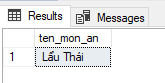 Results Messages
ten_mon_an
1 Lẩu Thái